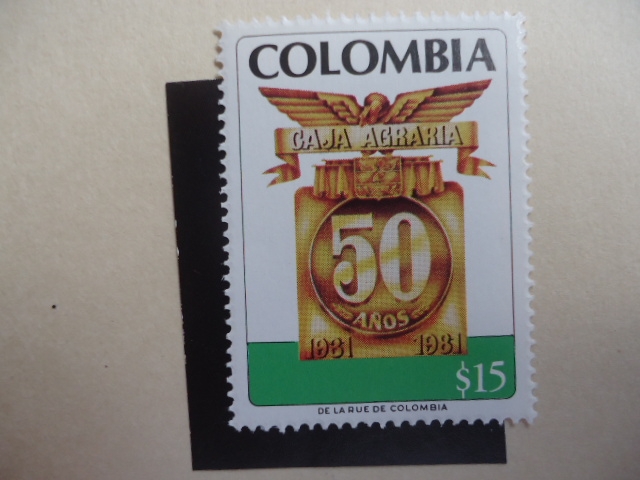 COLOMBIA
CAJA AGRARIA
50
AÑOS
1931 1981
$15
DE LA RUE DE COLOMBIA